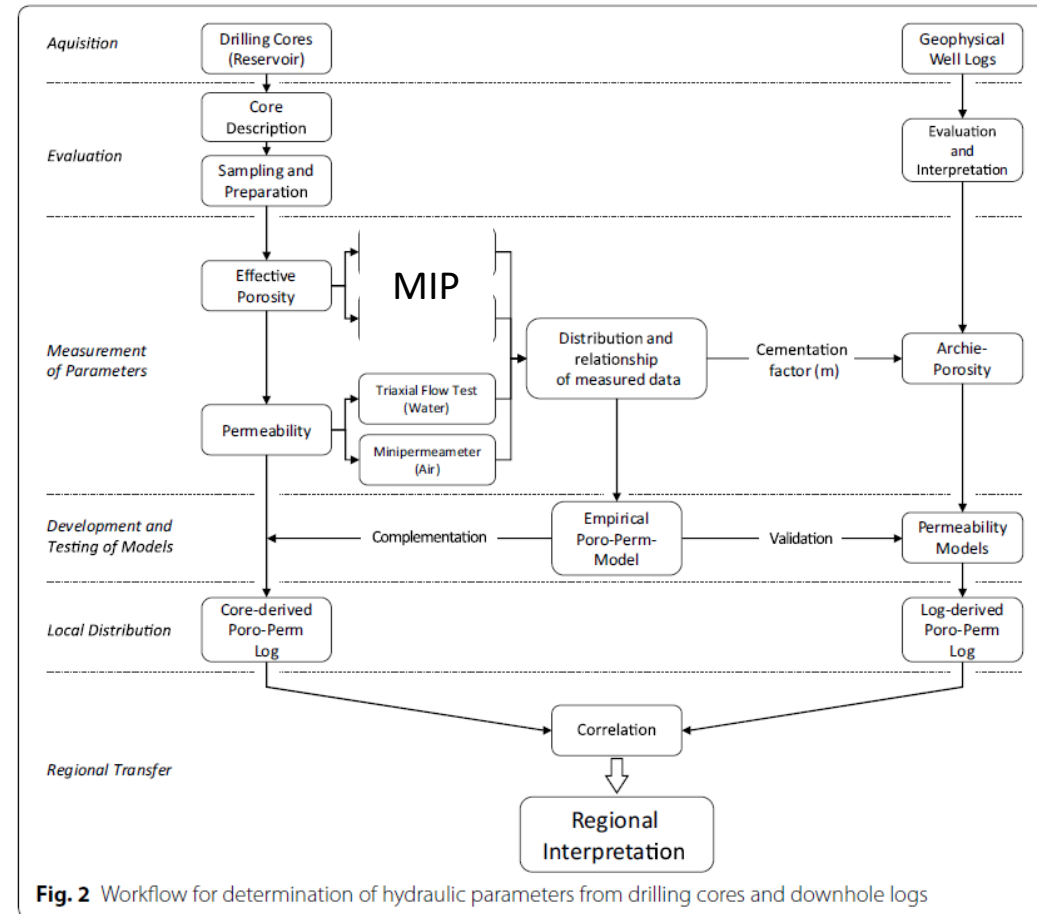 Aquisition
Drilling Cores
(Reservoir)
Geophysical
Well Logs
Core
Description
Evaluation
Sampling and
Preparation
Evaluation
and
Interpretation
Effective
Porosity
MIP
Measurement
of Parameters
Distribution and
relationship
of measured data
Cementation
factor (m)
Archie-
Porosity
Triaxial Flow Test
(Water)
Permeability
Minipermeameter
(Air)
Development and
Testing of Models
Complementation
Empirical
Poro-Perm-
Model
Validation
Permeability
Models
Local Distribution
Core-derived
Poro-Perm
Log
Log-derived
Poro-Perm
Log
Correlation
Regional Transfer
Regional
Interpretation
Fig. 2 Workflow for determination of hydraulic parameters from drilling cores and downhole logs